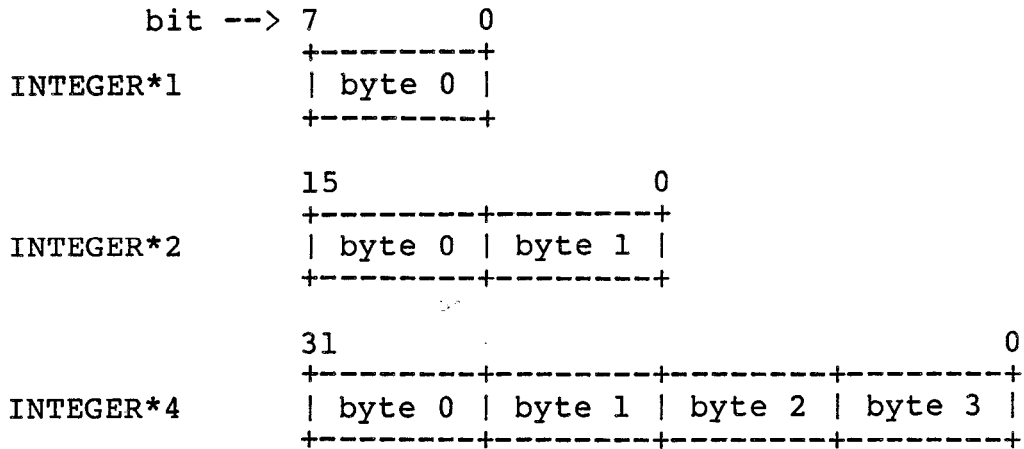 bit --> 7        0
+---------+
INTEGER*1      | byte 0 |
+---------+
15                 0
+---------+---------+
INTEGER*2      | byte 0 | byte 1 |
+---------+---------+
31                                     0
+---------+---------+---------+---------+
INTEGER*4      | byte 0 | byte 1 | byte 2 | byte 3 |
+---------+---------+---------+---------+